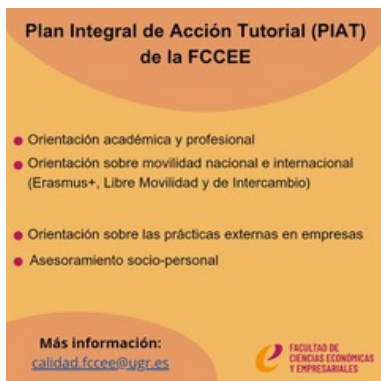 Plan Integral de Acción Tutorial (PIAT)
de la FCCEE
Orientación académica y profesional
Orientación sobre movilidad nacional e internacional
(Erasmus+, Libre Movilidad y de Intercambio)
Orientación sobre las prácticas externas en empresas
Asesoramiento socio-personal
Más información:
calidad.fccee@ugr.es
FACULTAD DE
CIENCIAS ECONÓMICAS
Y EMPRESARIALES